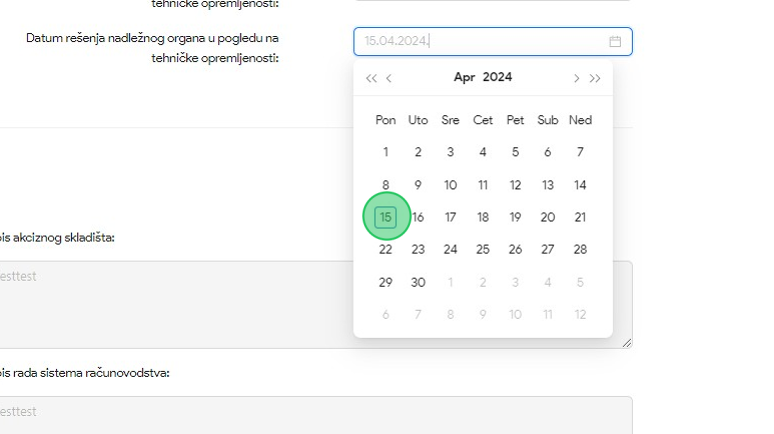 tehničke opremljenosti:
Datum rešenja nadležnog organa u pogledu na
tehničke opremljenosti:
15.04.2024.
Apr 2024
Pon Uto Sre Čet Pet Sub Ned
1 2 3 4 5 6 7
8 9 10 11 12 13 14
15 16 17 18 19 20 21
22 23 24 25 26 27 28
29 30 1 2 3 4 5
6 7 8 9 10 11 12
is akciznog skladišta:
esttest
is rada sistema računovodstva:
esttest